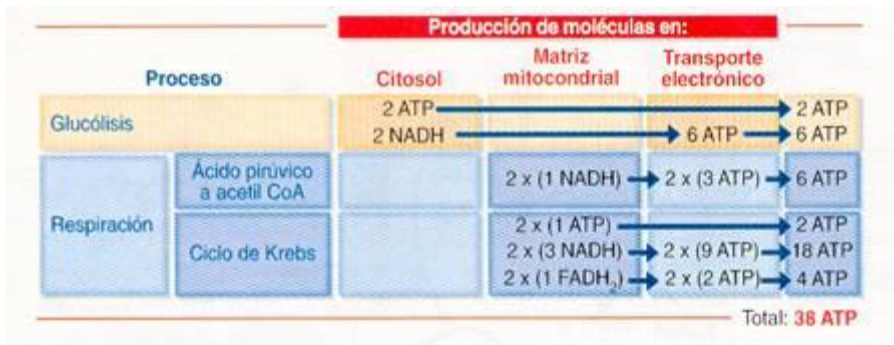 Producción de moléculas en:
Proceso
Citosol
Matriz
mitocondrial
Transporte
electrónico
Glucólisis
2 ATP 2 ATP
2 NADH 6 ATP 6 ATP
Respiración
Ácido pirúvico
a acetil CoA
2 x (1 NADH) 2 x (3 ATP) 6 ATP
Ciclo de Krebs
2 x (1 ATP) 2 ATP
2 x (3 NADH) 2 x (9 ATP) 18 ATP
2 x (1 FADH₂) 2 x (2 ATP) 4 ATP
Total: 38 ATP